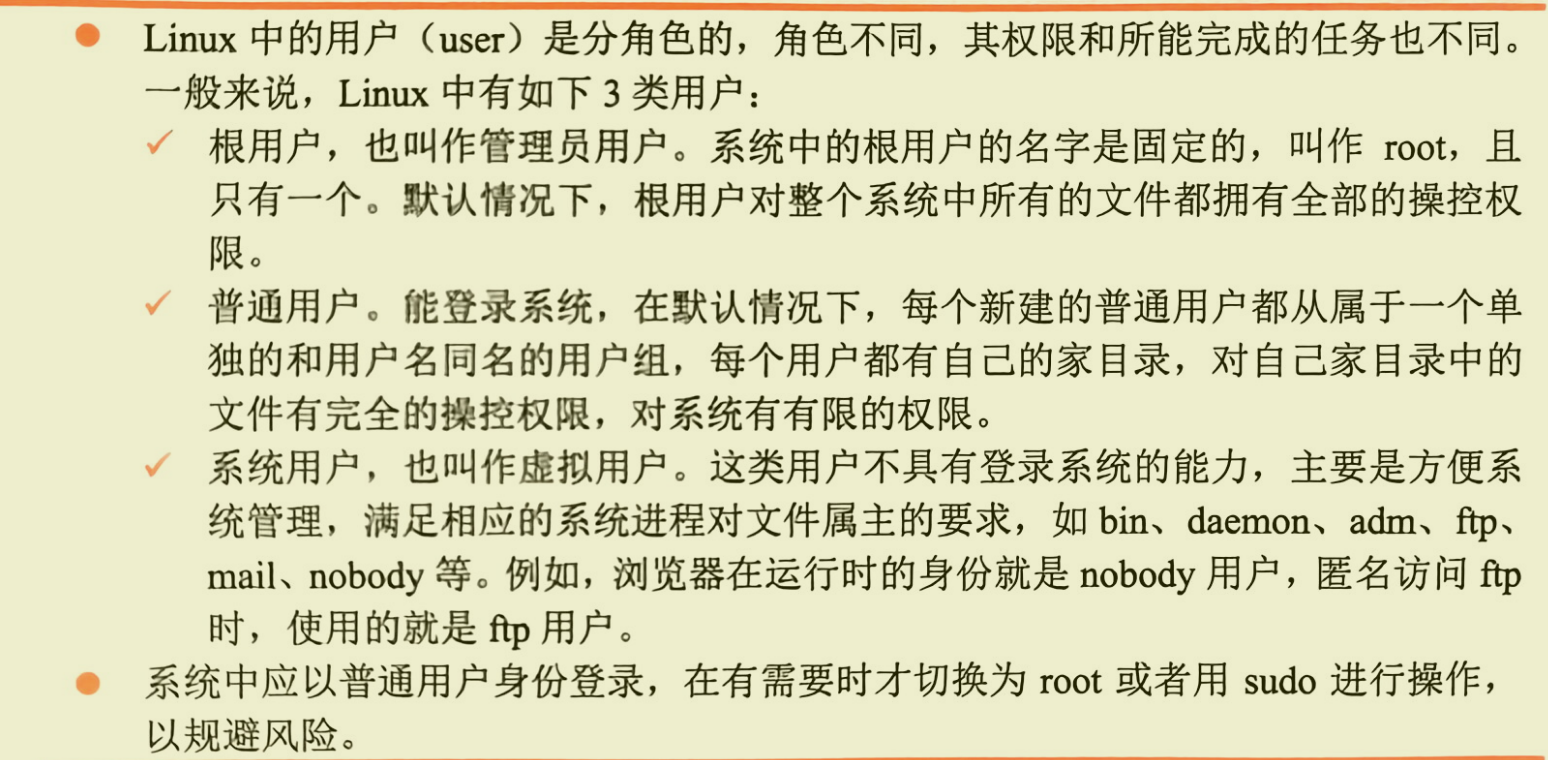 Linux 中的用户（user）是分角色的，角色不同，其权限和所能完成的任务也不同。
一般来说，Linux 中有如下 3 类用户：
根用户，也叫作管理员用户。系统中的根用户的名字是固定的，叫作 root，且
只有一个。默认情况下，根用户对整个系统中所有的文件都拥有全部的操控权
限。
普通用户。能登录系统，在默认情况下，每个新建的普通用户都从属于一个单
独的和用户名同名的用户组，每个用户都有自己的家目录，对自己家目录中的
文件有完全的操控权限，对系统有有限的权限。
系统用户，也叫作虚拟用户。这类用户不具有登录系统的能力，主要是方便系
统管理，满足相应的系统进程对文件属主的要求，如 bin、daemon、adm、ftp、
mail、nobody 等。例如，浏览器在运行时的身份就是 nobody 用户，匿名访问 ftp
时，使用的就是 ftp 用户。
系统中应以普通用户身份登录，在有需要时才切换为 root 或者用 sudo 进行操作，
以规避风险。